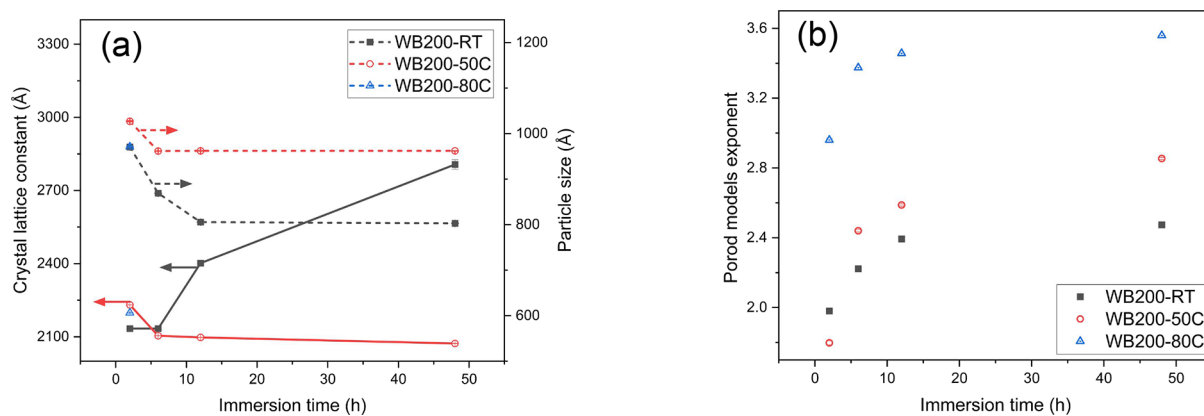 (a)
WB200-RT
WB200-50C
WB200-80C
Crystal lattice constant (Å)
3300
3000
2700
2400
2100
1200
1000
800
600
Particle size (Å)
0 10 20 30 40 50
Immersion time (h)
(b)
Porod models exponent
3.6
3.2
2.8
2.4
2.0
WB200-RT
WB200-50C
WB200-80C
0 10 20 30 40 50
Immersion time (h)